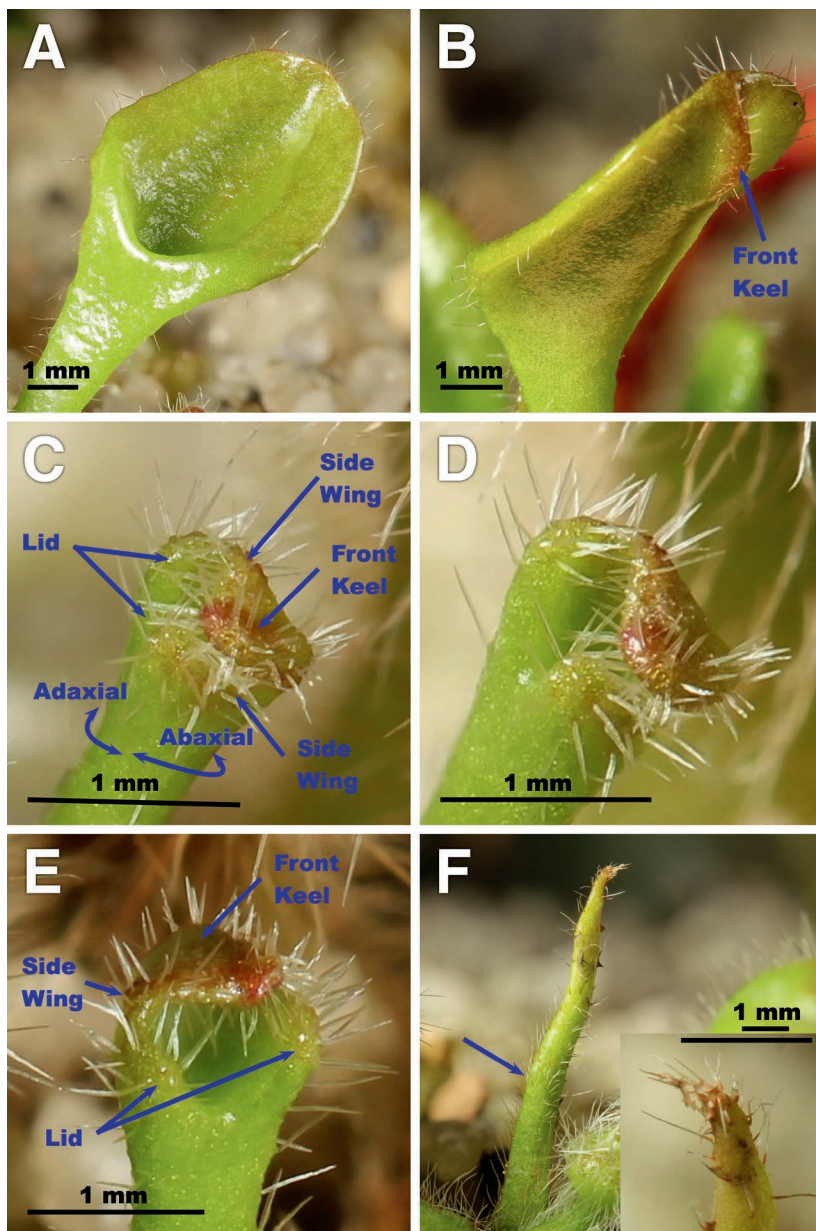 A
1 mm
B
Front
Keel
1 mm
C
Side
Wing
Lid
Front
Keel
Adaxial
Abaxial
Side
Wing
1 mm
D
1 mm
E
Front
Keel
Side
Wing
Lid
1 mm
F
1 mm